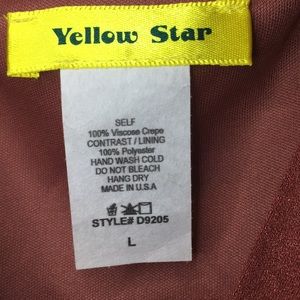 Yellow Star
SELF
100% Viscose Crepe
CONTRAST / LINING
100% Polyester
HAND WASH COLD
DO NOT BLEACH
HANG DRY
MADE IN U.S.A
STYLE# D9205
L